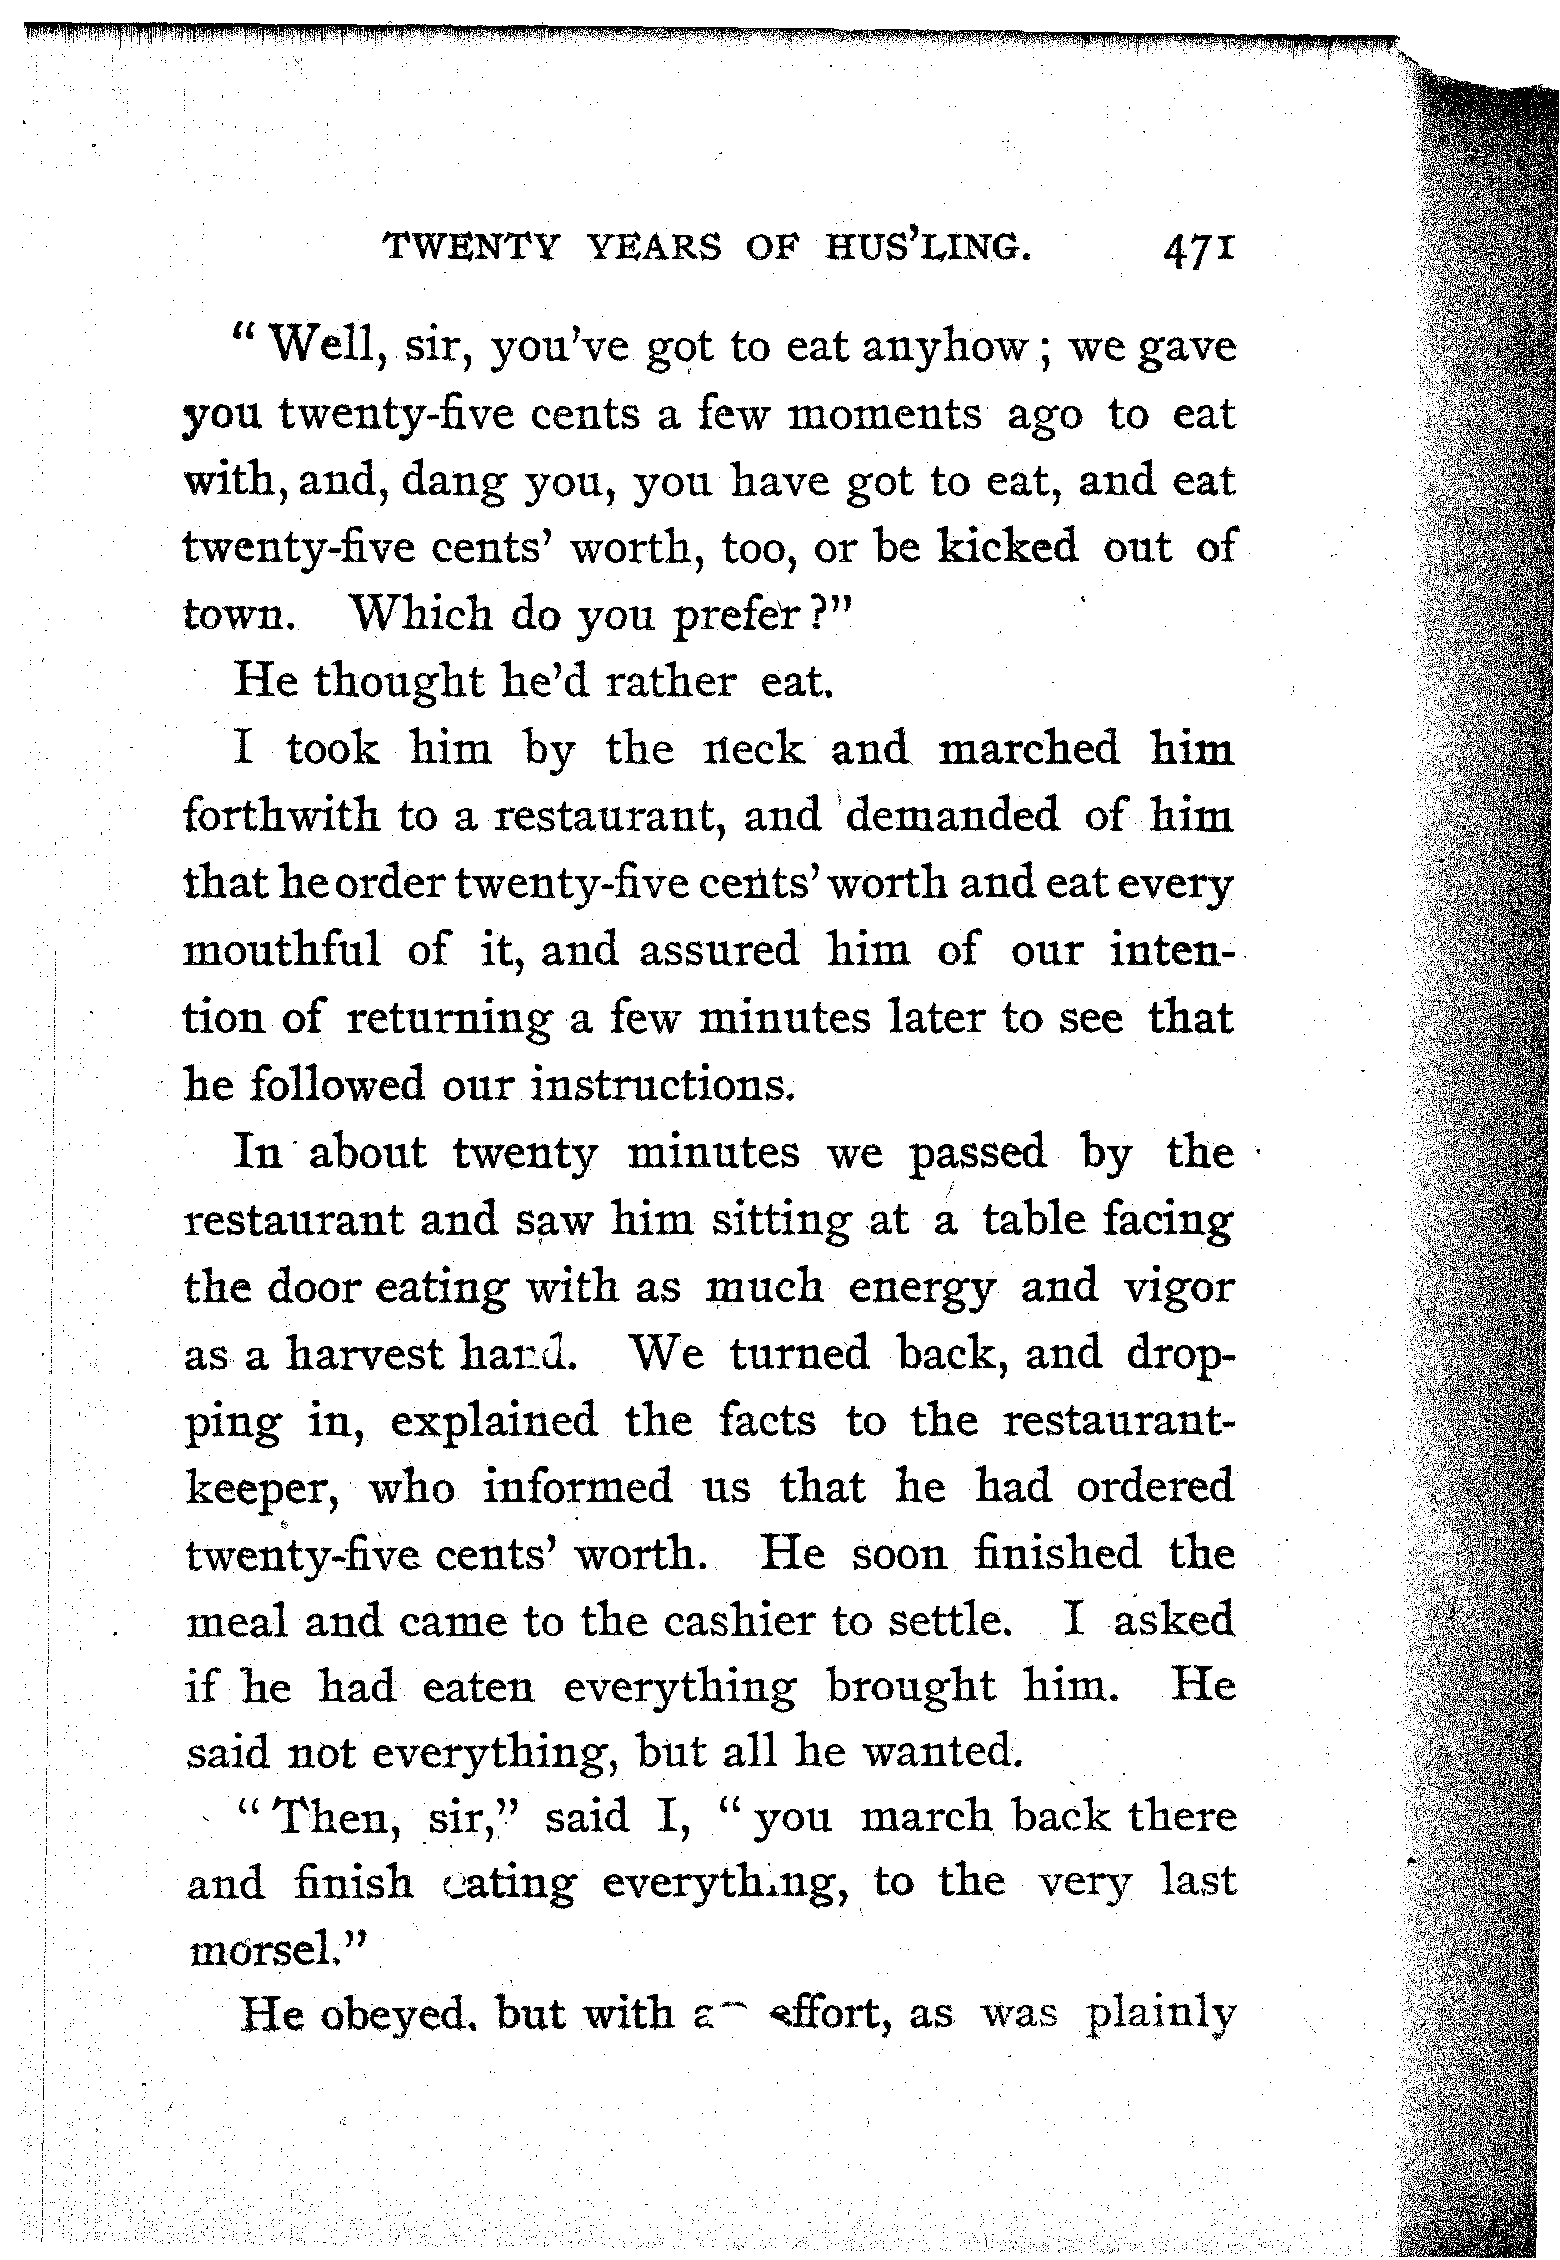 TWENTY YEARS OF HUS'LING. 471
“ Well, sir, you've got to eat anyhow ; we gave
you twenty-five cents a few moments ago to eat
with, and, dang you, you have got to eat, and eat
twenty-five cents' worth, too, or be kicked out of
town. Which do you prefer ?”
He thought he'd rather eat.
I took him by the neck and marched him
forthwith to a restaurant, and demanded of him
that he order twenty-five cents' worth and eat every
mouthful of it, and assured him of our inten-
tion of returning a few minutes later to see that
he followed our instructions.
In about twenty minutes we passed by the
restaurant and saw him sitting at a table facing
the door eating with as much energy and vigor
as a harvest hand. We turned back, and drop-
ping in, explained the facts to the restaurant-
keeper, who informed us that he had ordered
twenty-five cents' worth. He soon finished the
meal and came to the cashier to settle. I asked
if he had eaten everything brought him. He
said not everything, but all he wanted.
“ Then, sir,” said I, “ you march back there
and finish eating everything, to the very last
morsel.”
He obeyed, but with an effort, as was plainly